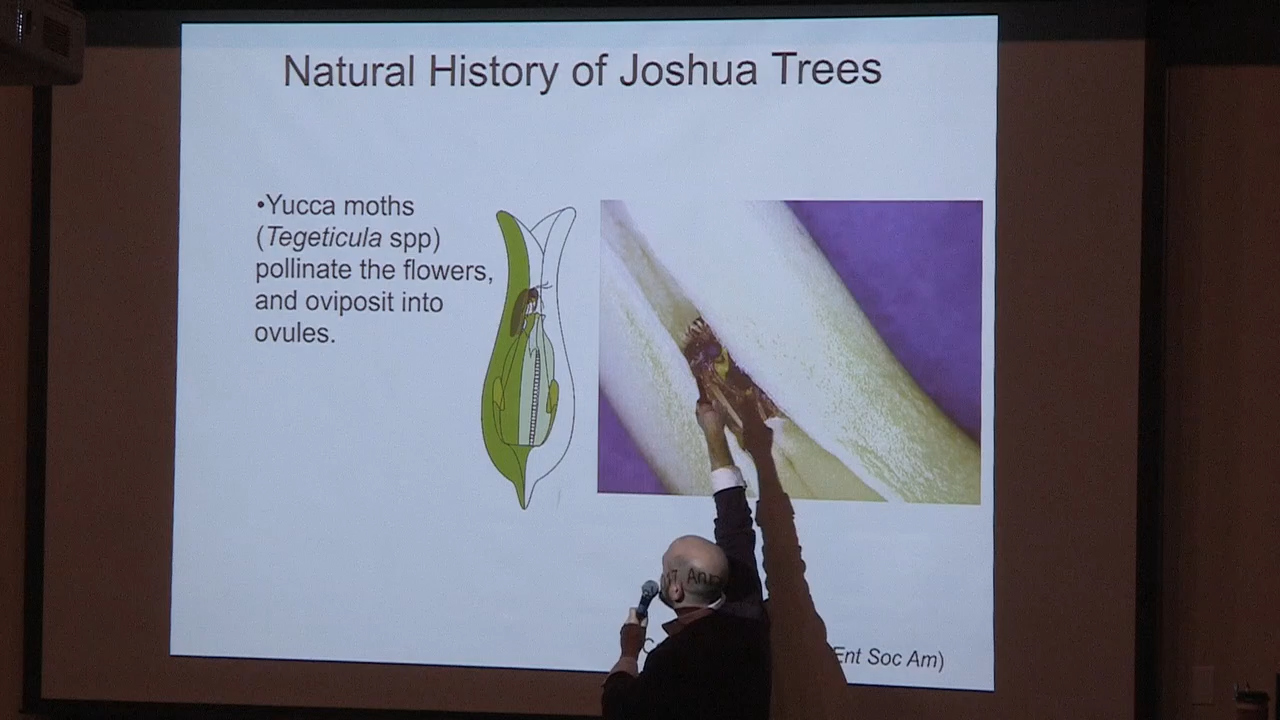 Natural History of Joshua Trees
•Yucca moths
(Tegeticula spp)
pollinate the flowers,
and oviposit into
ovules.
Ent Soc Am)